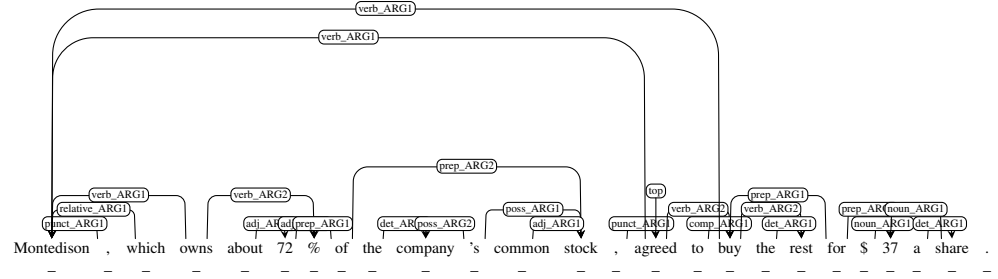 verb_ARG1
verb_ARG1
prep_ARG2
top
verb_ARG1 verb_ARG2 prep_ARG1
relative_ARG1 poss_ARG1 verb_ARG2 verb_ARG2 noun_ARG1
punct_ARG1 prep_ARG1 poss_ARG2 adj_ARG1 punct_ARG1 comp_ARG1 det_ARG1 noun_ARG1 det_ARG1
Montedison , which owns about 72 % of the company 's common stock , agreed to buy the rest for $ 37 a share .
_ _ _ _ _ _ _ _ _ _ _ _ _ _ _ _ _ _ _ _ _ _ _ _ _